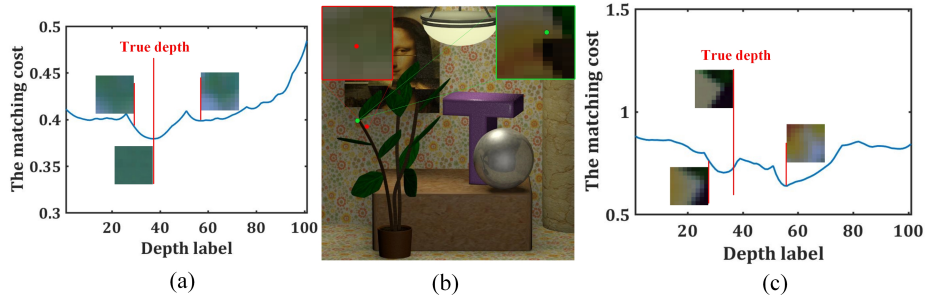 0.5
0.45
0.4
0.35
0.3
The matching cost
True depth
20
40
60
80
100
Depth label
(a)
(b)
1.5
1
0.5
The matching cost
True depth
20
40
60
80
100
Depth label
(c)